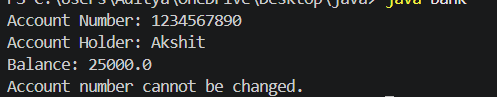 PS C:\Users\Aditya\OneDrive\Desktop\java> java bank
Account Number: 1234567890
Account Holder: Akshit
Balance: 25000.0
Account number cannot be changed.